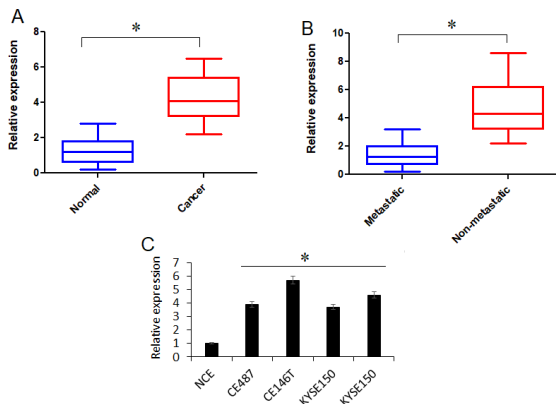 A
*
Relative expression
8
6
4
2
0
Normal
Cancer
B
*
Relative expression
10
8
6
4
2
0
Metastatic
Non-metastatic
C
*
Relative expression
7
6
5
4
3
2
1
0
NCE
CE487
CE146T
KYSE150
KYSE150